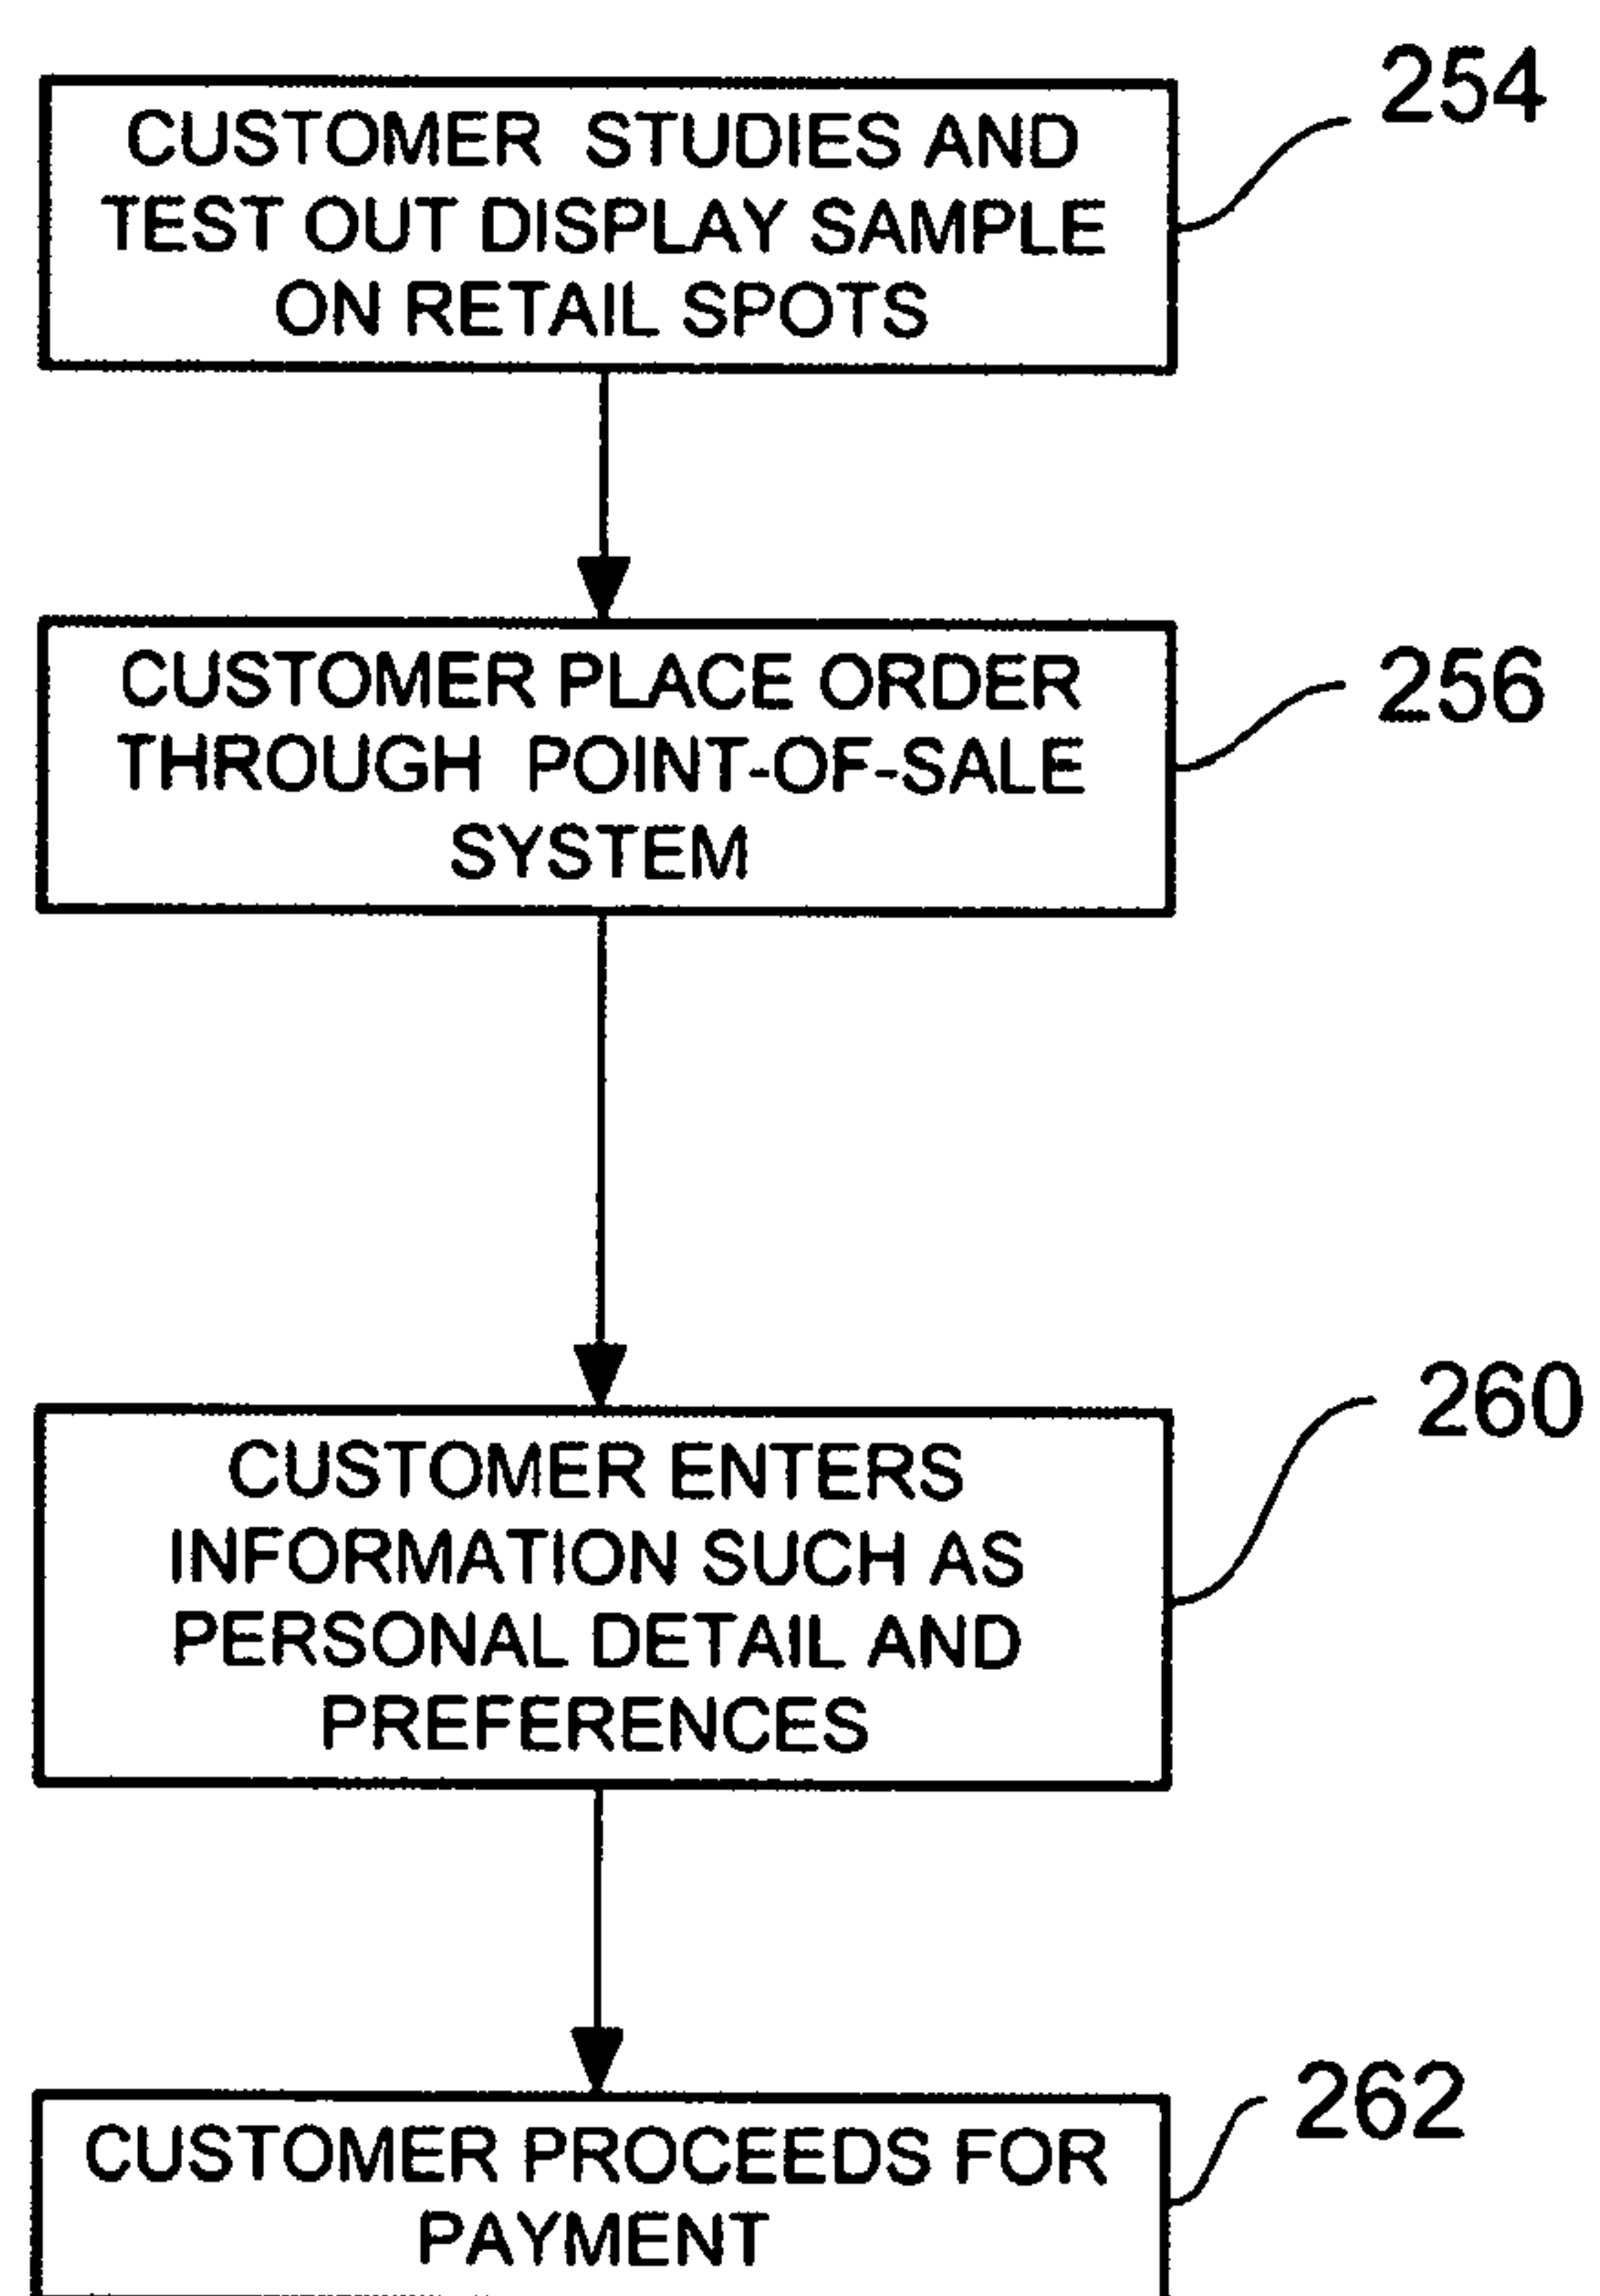 254
CUSTOMER STUDIES AND
TEST OUT DISPLAY SAMPLE
ON RETAIL SPOTS
256
CUSTOMER PLACE ORDER
THROUGH POINT-OF-SALE
SYSTEM
260
CUSTOMER ENTERS
INFORMATION SUCH AS
PERSONAL DETAIL AND
PREFERENCES
262
CUSTOMER PROCEEDS FOR
PAYMENT